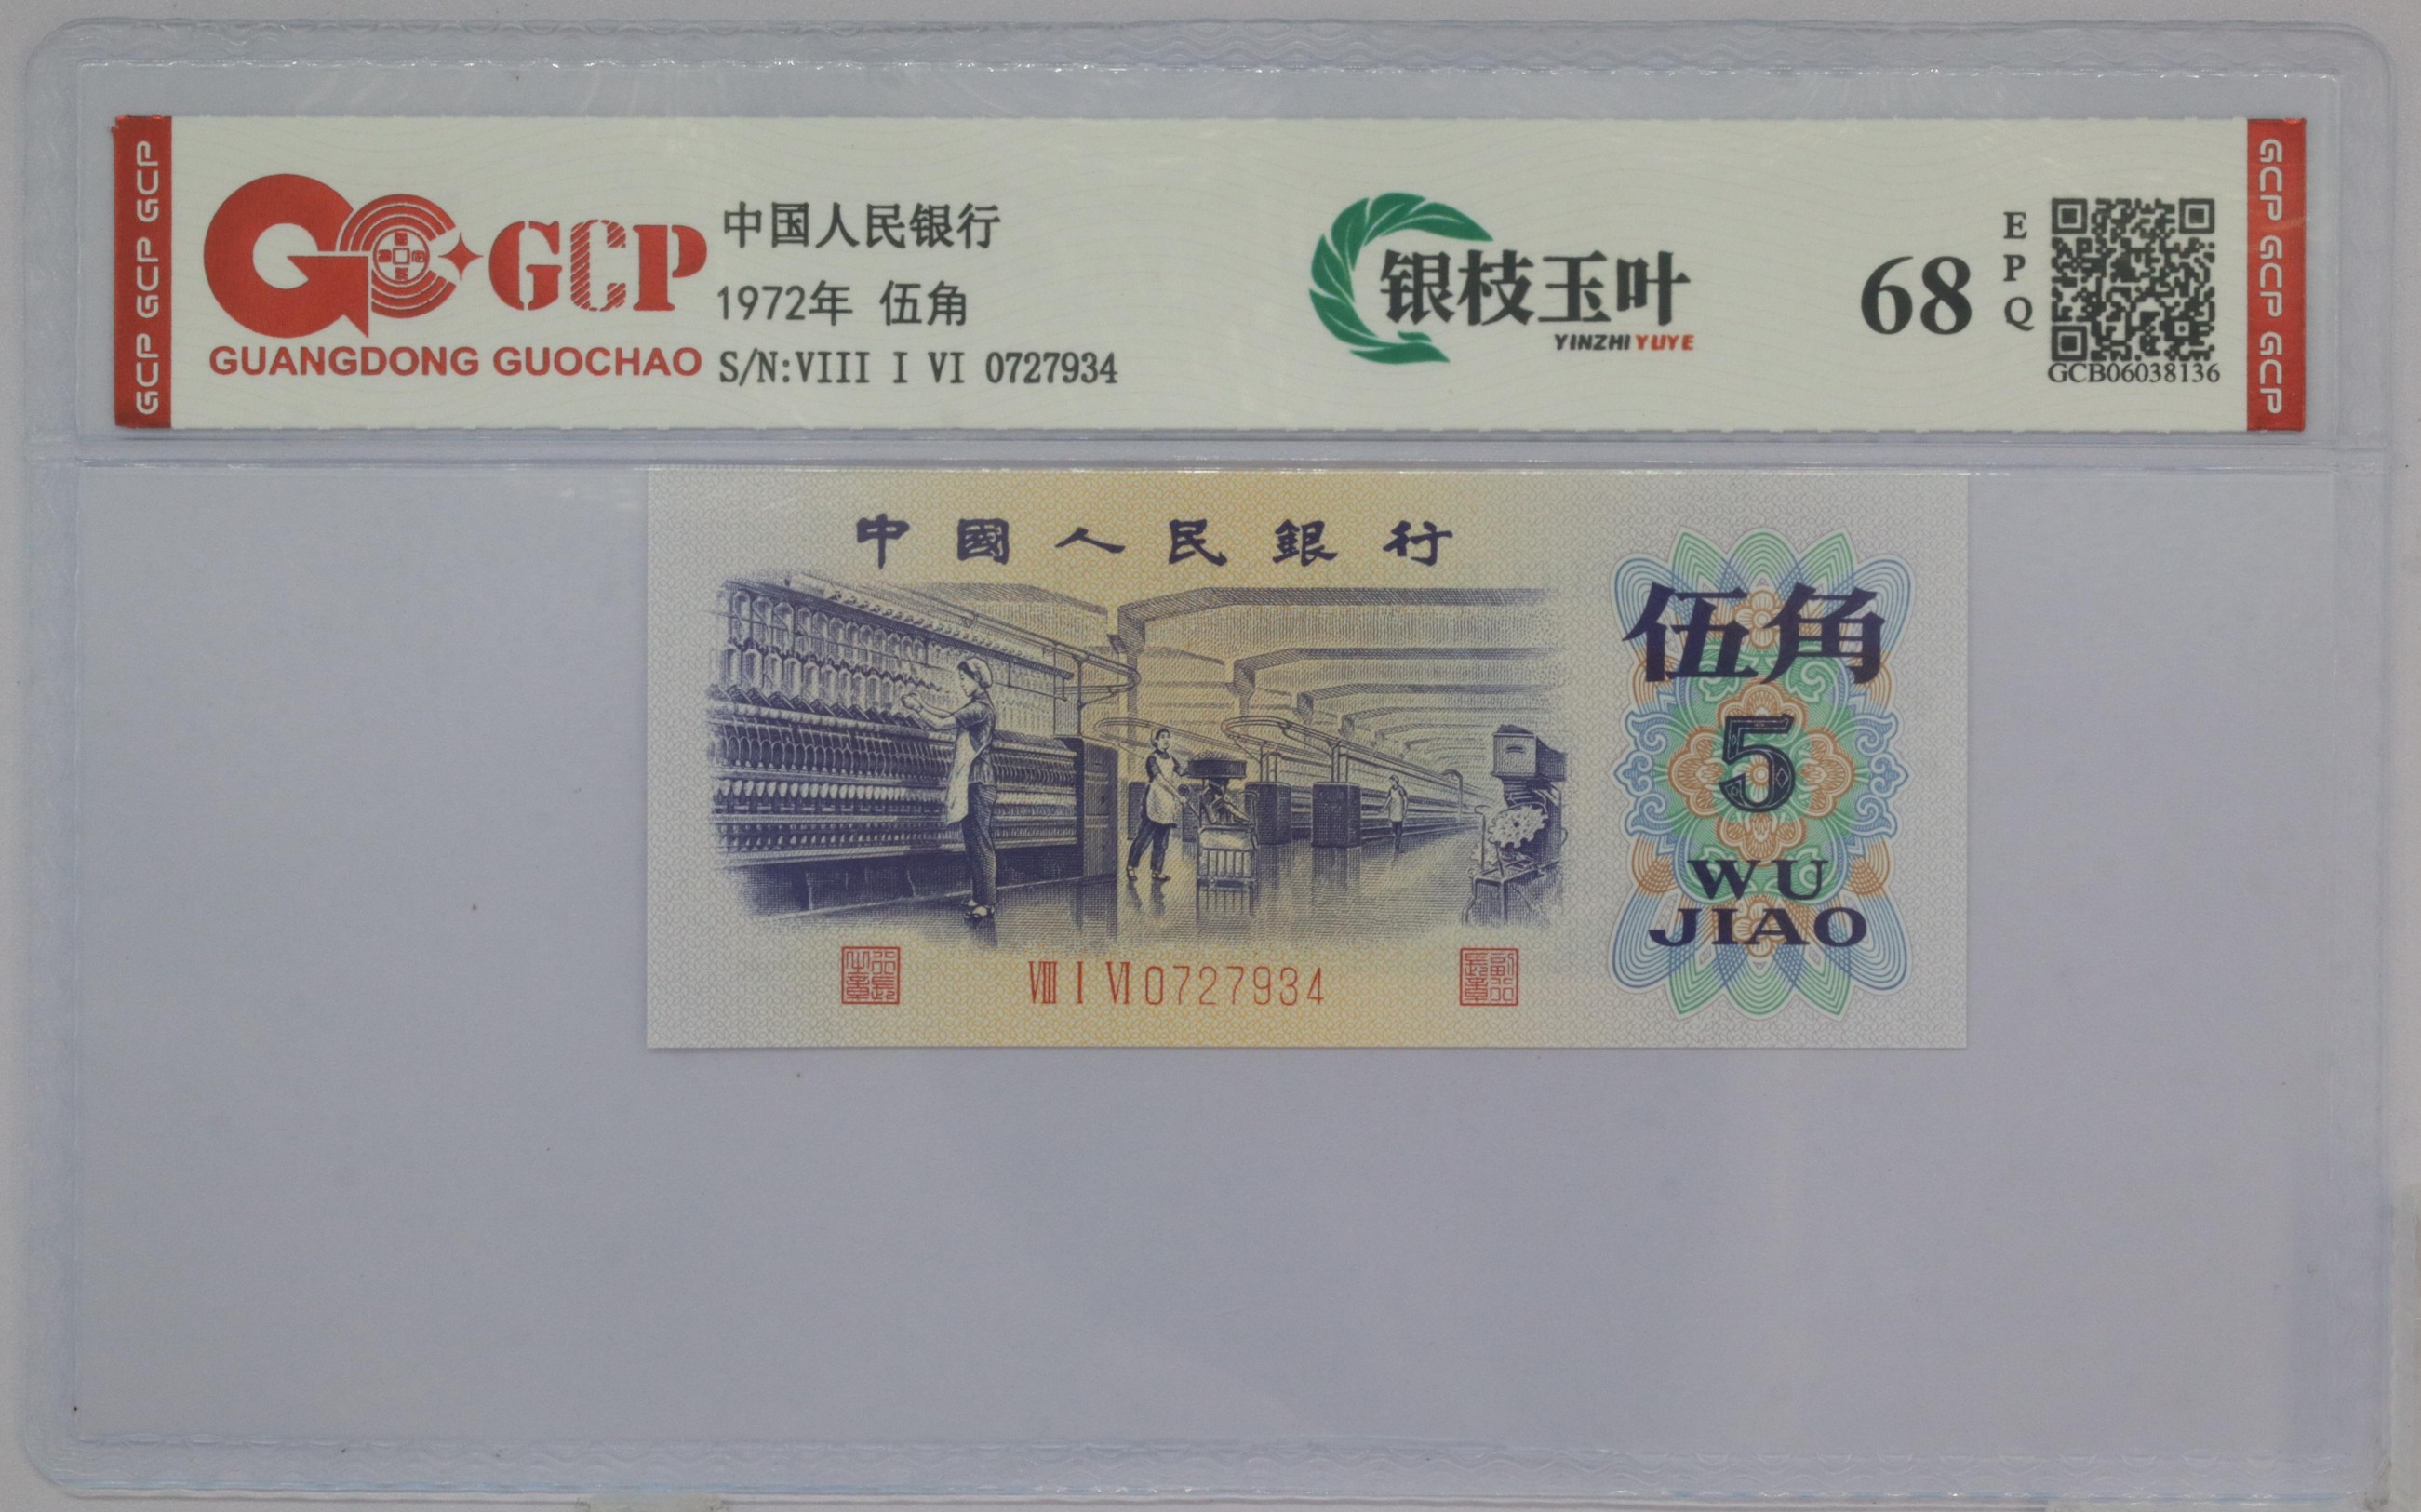 GCP GCP GCP
GCP
GUANGDONG GUOCHAO
中国人民银行
1972年 伍角
S/N:VIII I VI 0727934
银枝玉叶
YINZHI YUYE
68
EPQ
GCB06038136
GCP GCP GCP
中國人民銀行
伍角
5
WU
JIAO
VIII I VI 0727934